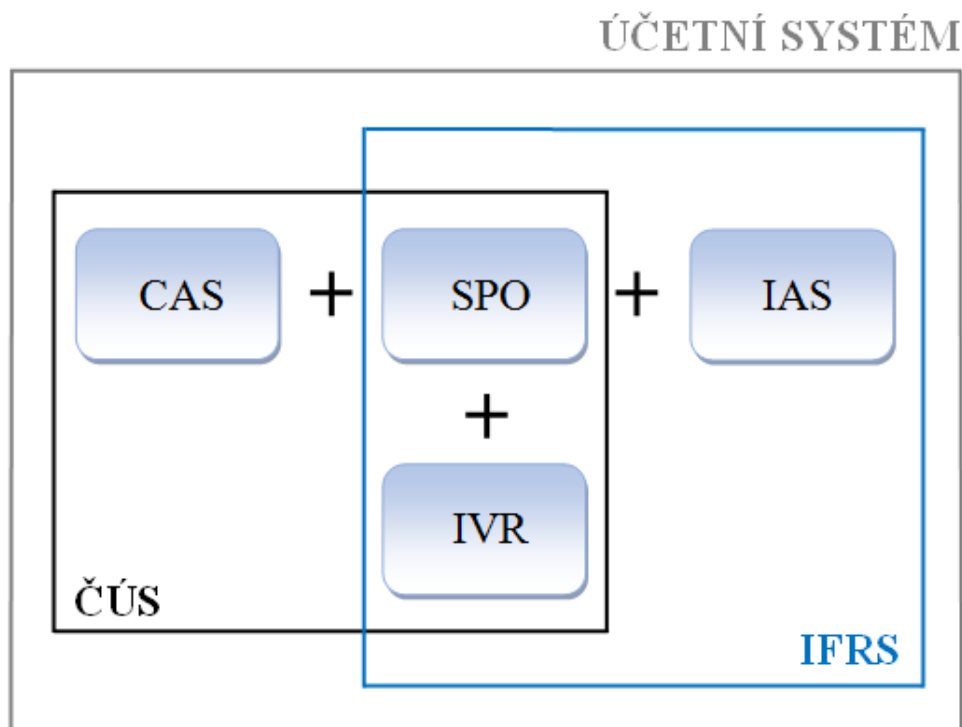 ÚČETNÍ SYSTÉM
CAS + SPO + IAS
+
IVR
ČÚS
IFRS